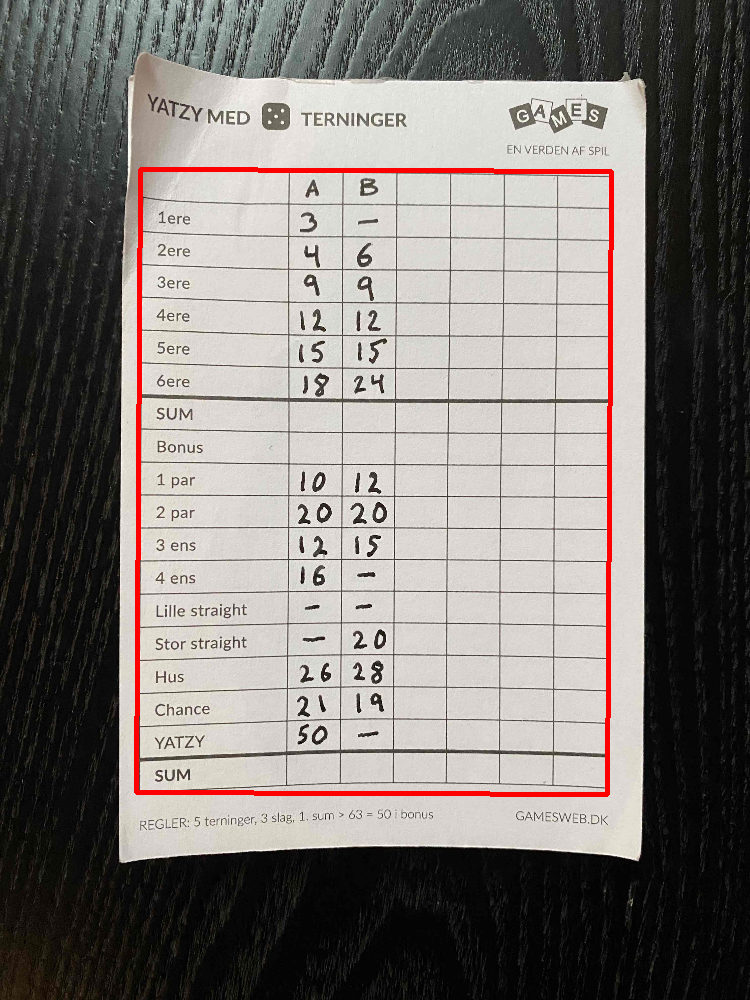 YATZY MED TERNINGER
GAMES
EN VERDEN AF SPIL
A B
1ere 3 –
2ere 4 6
3ere 9 9
4ere 12 12
5ere 15 15
6ere 18 24
SUM
Bonus
1 par 10 12
2 par 20 20
3 ens 12 15
4 ens 16 –
Lille straight – –
Stor straight – 20
Hus 26 28
Chance 21 19
YATZY 50 –
SUM
REGLER: 5 terninger, 3 slag, 1. sum > 63 = 50 i bonus
GAMESWEB.DK